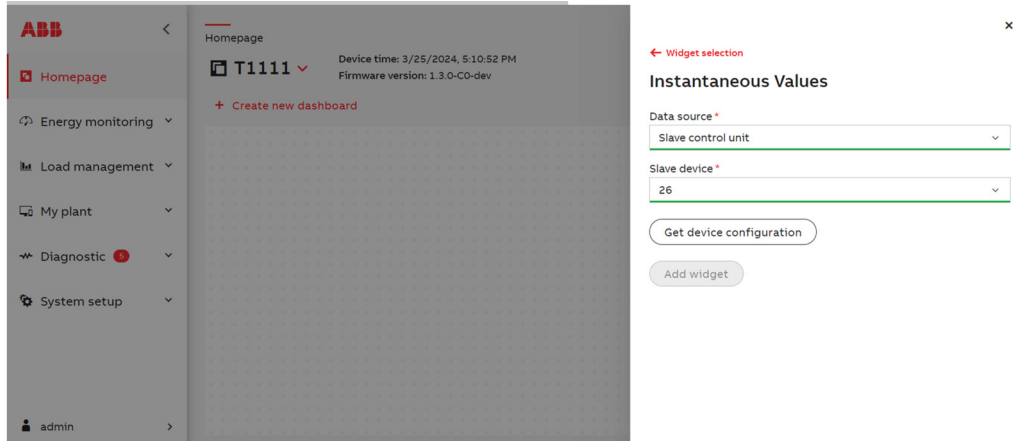 ABB
Homepage
Energy monitoring
Load management
My plant
Diagnostic 5
System setup
admin
Homepage
T1111
Device time: 3/25/2024, 5:10:52 PM
Firmware version: 1.3.0-C0-dev
+ Create new dashboard
×
← Widget selection
Instantaneous Values
Data source *
Slave control unit
Slave device *
26
Get device configuration
Add widget